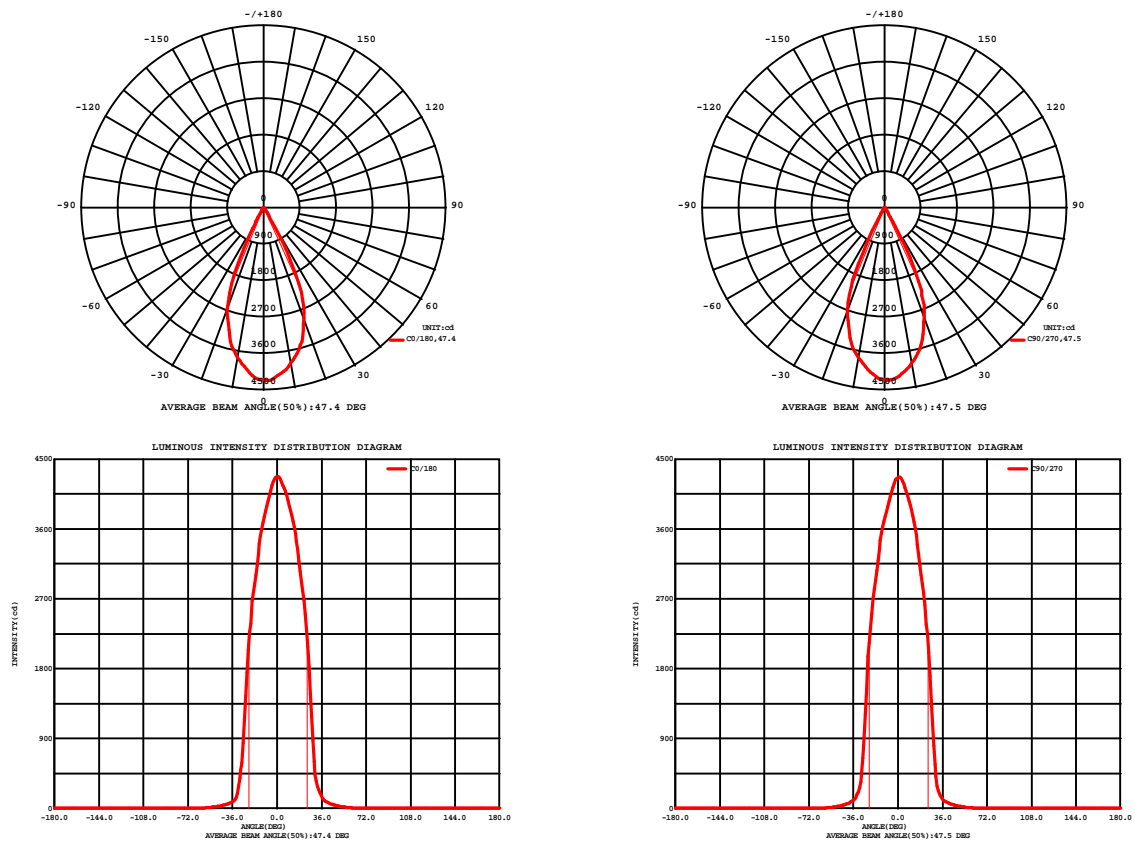 -/+180
-150 150
-120 120
-90 90
-60 60
-30 30
0
900
1800
2700
3600
4500
0
UNIT:cd
C0/180,47.4
AVERAGE BEAM ANGLE(50%):47.4 DEG
-/+180
-150 150
-120 120
-90 90
-60 60
-30 30
0
900
1800
2700
3600
4500
0
UNIT:cd
C90/270,47.5
AVERAGE BEAM ANGLE(50%):47.5 DEG
LUMINOUS INTENSITY DISTRIBUTION DIAGRAM
C0/180
4500
3600
2700
1800
900
0
INTENSITY(cd)
-180.0 -144.0 -108.0 -72.0 -36.0 0.0 36.0 72.0 108.0 144.0 180.0
ANGLE(DEG)
AVERAGE BEAM ANGLE(50%):47.4 DEG
LUMINOUS INTENSITY DISTRIBUTION DIAGRAM
C90/270
4500
3600
2700
1800
900
0
INTENSITY(cd)
-180.0 -144.0 -108.0 -72.0 -36.0 0.0 36.0 72.0 108.0 144.0 180.0
ANGLE(DEG)
AVERAGE BEAM ANGLE(50%):47.5 DEG